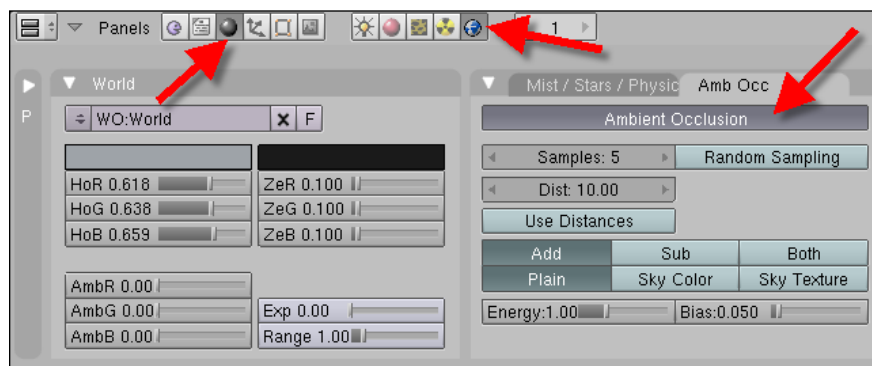 Panels 1
World
P
WO:World F
HoR 0.618 ZeR 0.100
HoG 0.638 ZeG 0.100
HoB 0.659 ZeB 0.100
AmbR 0.00
AmbG 0.00 Exp 0.00
AmbB 0.00 Range 1.00
Mist / Stars / Physic Amb Occ
Ambient Occlusion
Samples: 5 Random Sampling
Dist: 10.00
Use Distances
Add Sub Both
Plain Sky Color Sky Texture
Energy:1.00 Bias:0.050